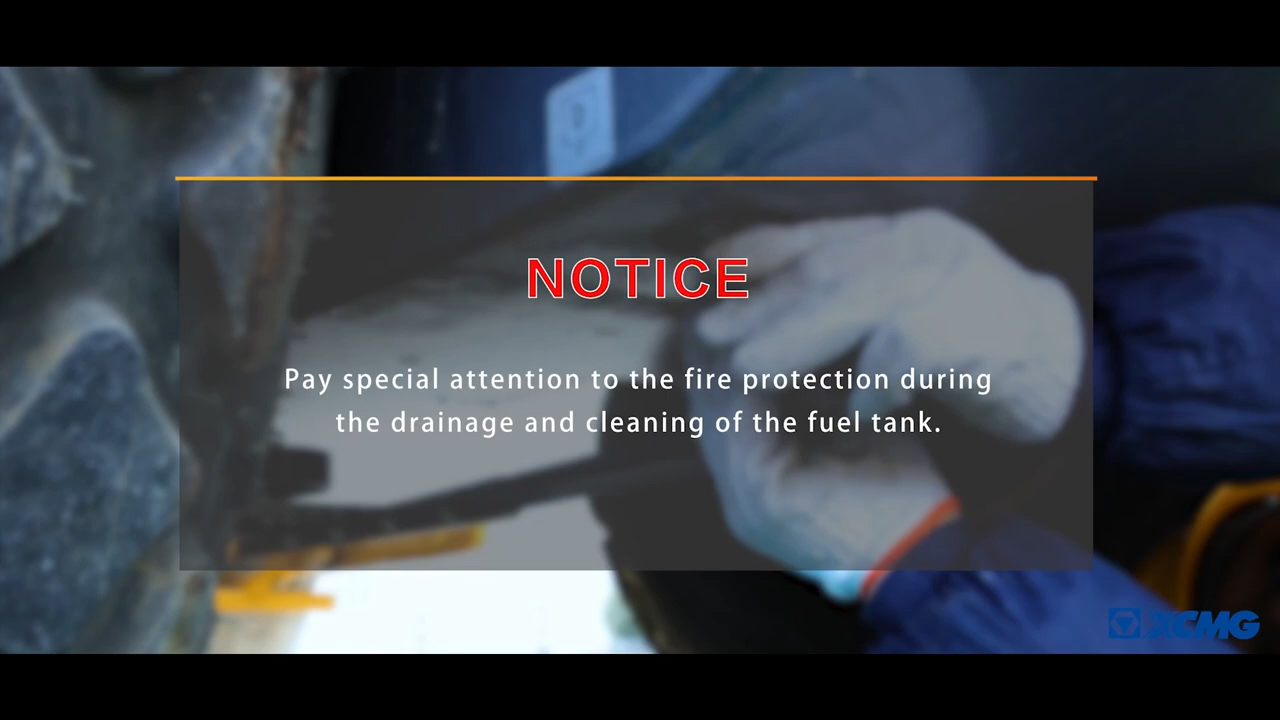 NOTICE
Pay special attention to the fire protection during
the drainage and cleaning of the fuel tank.
XCMG